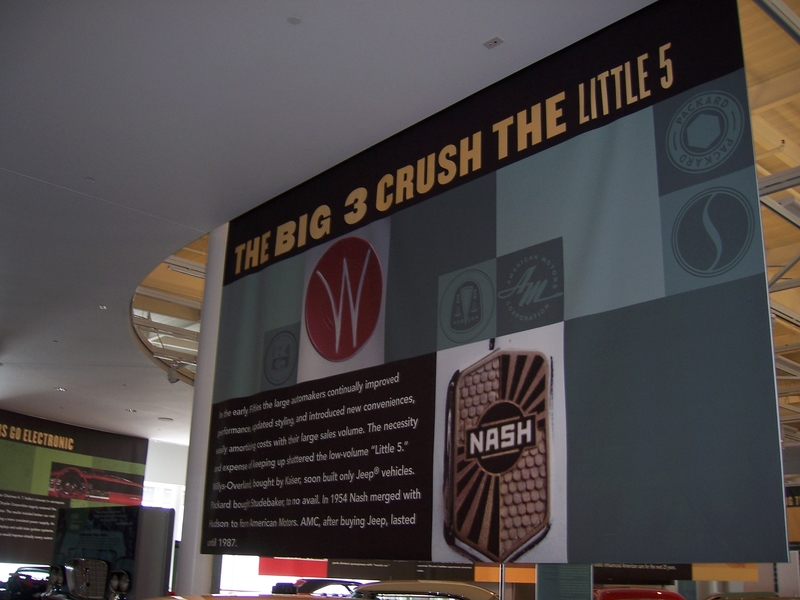 THE BIG 3 CRUSH THE LITTLE 5
PACKARD
PACKARD
W
AMERICAN MOTORS
AM
NASH
In the early fifties the large automakers continually improved
performance, updated styling, and introduced new conveniences,
easily amortizing costs with their large sales volume. The necessity
and expense of keeping up shattered the low-volume "Little 5."
Willys-Overland, bought by Kaiser, soon built only Jeep® vehicles.
Packard bought Studebaker, to no avail. In 1954 Nash merged with
Hudson to form American Motors. AMC, after buying Jeep, lasted
until 1987.
GO ELECTRONIC